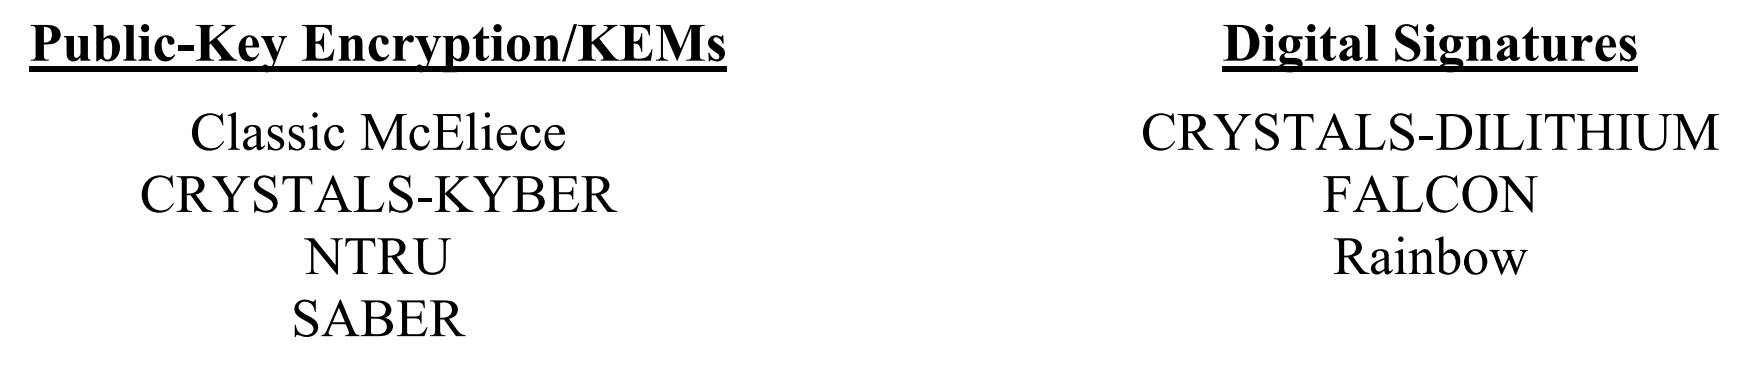 Public-Key Encryption/KEMs
Classic McEliece
CRYSTALS-KYBER
NTRU
SABER
Digital Signatures
CRYSTALS-DILITHIUM
FALCON
Rainbow